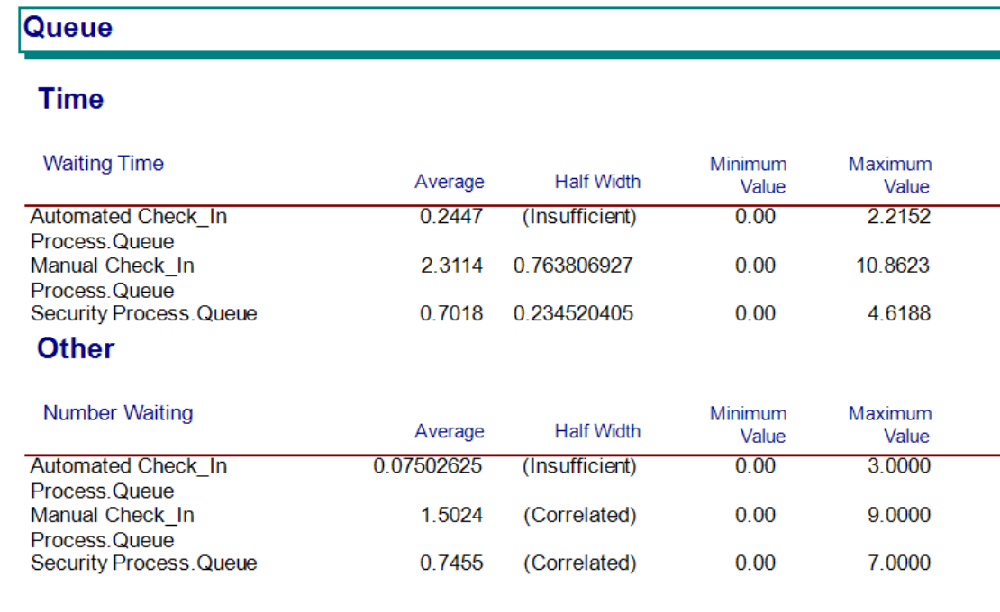 Queue
Time
Waiting Time Average Half Width Minimum Value Maximum Value
Automated Check_In 0.2447 (Insufficient) 0.00 2.2152
Process.Queue
Manual Check_In 2.3114 0.763806927 0.00 10.8623
Process.Queue
Security Process.Queue 0.7018 0.234520405 0.00 4.6188
Other
Number Waiting Average Half Width Minimum Value Maximum Value
Automated Check_In 0.07502625 (Insufficient) 0.00 3.0000
Process.Queue
Manual Check_In 1.5024 (Correlated) 0.00 9.0000
Process.Queue
Security Process.Queue 0.7455 (Correlated) 0.00 7.0000